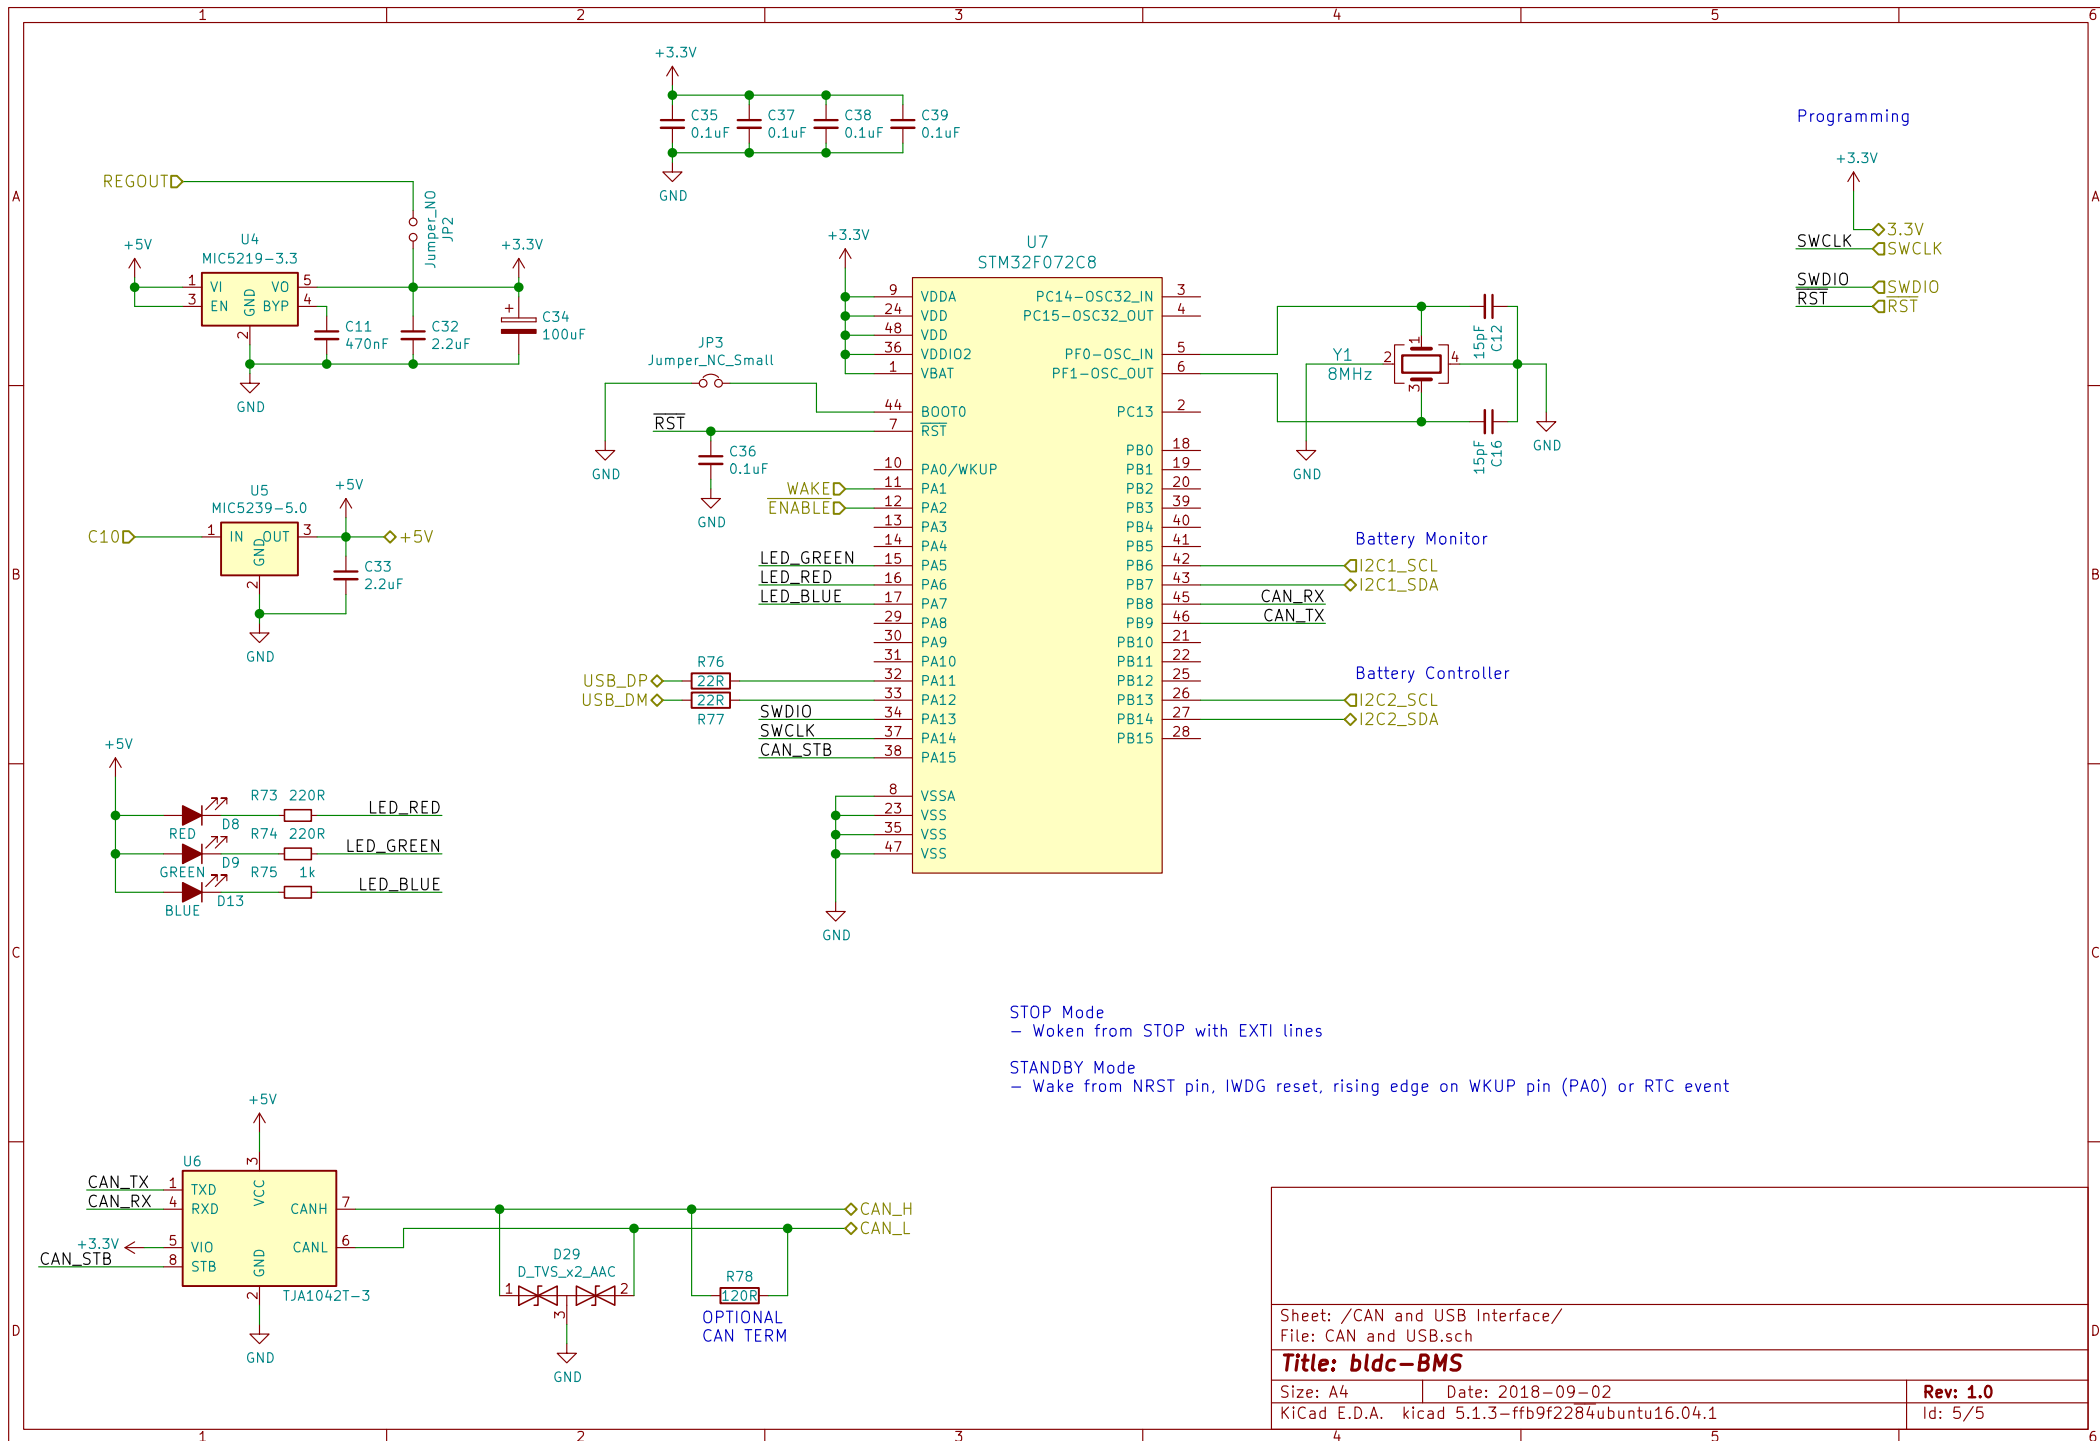 1 2 3 4 5 6
A
B
C
D
A
B
C
D
1 2 3 4 5 6
+3.3V
C35
0.1uF
C37
0.1uF
C38
0.1uF
C39
0.1uF
GND
Programming
+3.3V
3.3V
SWCLK SWCLK
SWDIO SWDIO
RST RST
REGOUT
Jumper_NO
JP2
+5V
U4
MIC5219-3.3
+3.3V
1 VI VO 5
3 EN GND BYP 4
2
C11
470nF
C32
2.2uF
+
C34
100uF
GND
U5
MIC5239-5.0
+5V
C10 1 IN GND OUT 3 +5V
2
C33
2.2uF
GND
+5V
R73 220R
LED_RED
RED D8
R74 220R
LED_GREEN
GREEN D9
R75 1k
LED_BLUE
BLUE D13
+3.3V
U7
STM32F072C8
9 VDDA
24 VDD
48 VDD
36 VDDIO2
1 VBAT
44 BOOT0
7 RST
10 PA0/WKUP
11 PA1
12 PA2
13 PA3
14 PA4
15 PA5
16 PA6
17 PA7
29 PA8
30 PA9
31 PA10
32 PA11
33 PA12
34 PA13
37 PA14
38 PA15
8 VSSA
23 VSS
35 VSS
47 VSS
PC14-OSC32_IN 3
PC15-OSC32_OUT 4
PF0-OSC_IN 5
PF1-OSC_OUT 6
PC13 2
PB0 18
PB1 19
PB2 20
PB3 39
PB4 40
PB5 41
PB6 42
PB7 43
PB8 45
PB9 46
PB10 21
PB11 22
PB12 25
PB13 26
PB14 27
PB15 28
JP3
Jumper_NC_Small
GND
RST
C36
0.1uF
GND
WAKE
ENABLE
LED_GREEN
LED_RED
LED_BLUE
R76
USB_DP 22R
USB_DM 22R
R77
SWDIO
SWCLK
CAN_STB
GND
Y1
8MHz
1
2
3
4
15pF
C12
15pF
C16
GND
GND
Battery Monitor
I2C1_SCL
I2C1_SDA
CAN_RX
CAN_TX
Battery Controller
I2C2_SCL
I2C2_SDA
STOP Mode
- Woken from STOP with EXTI lines
STANDBY Mode
- Wake from NRST pin, IWDG reset, rising edge on WKUP pin (PA0) or RTC event
+5V
U6
3
CAN_TX 1 TXD VCC
CAN_RX 4 RXD CANH 7
+3.3V 5 VIO CANL 6
CAN_STB 8 STB GND
2
TJA1042T-3
GND
CAN_H
CAN_L
D29
D_TVS_x2_AAC
1 2
3
GND
R78
120R
OPTIONAL
CAN TERM
Sheet: /CAN and USB Interface/
File: CAN and USB.sch
Title: bldc-BMS
Size: A4 Date: 2018-09-02 Rev: 1.0
KiCad E.D.A. kicad 5.1.3-ffb9f2284ubuntu16.04.1 Id: 5/5